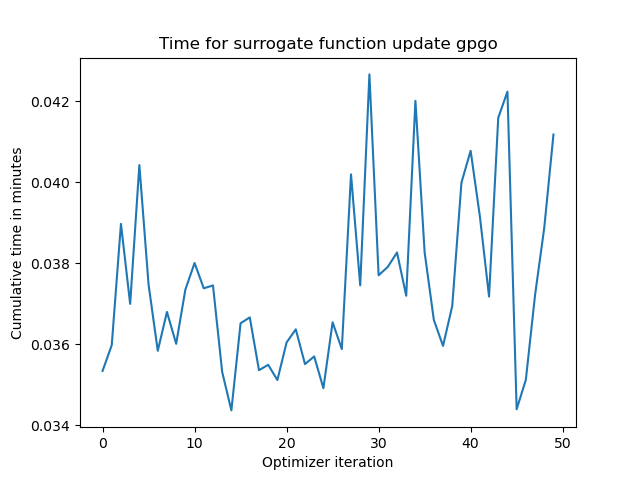 Time for surrogate function update gpgo
0.042
0.040
0.038
0.036
0.034
Cumulative time in minutes
0 10 20 30 40 50
Optimizer iteration